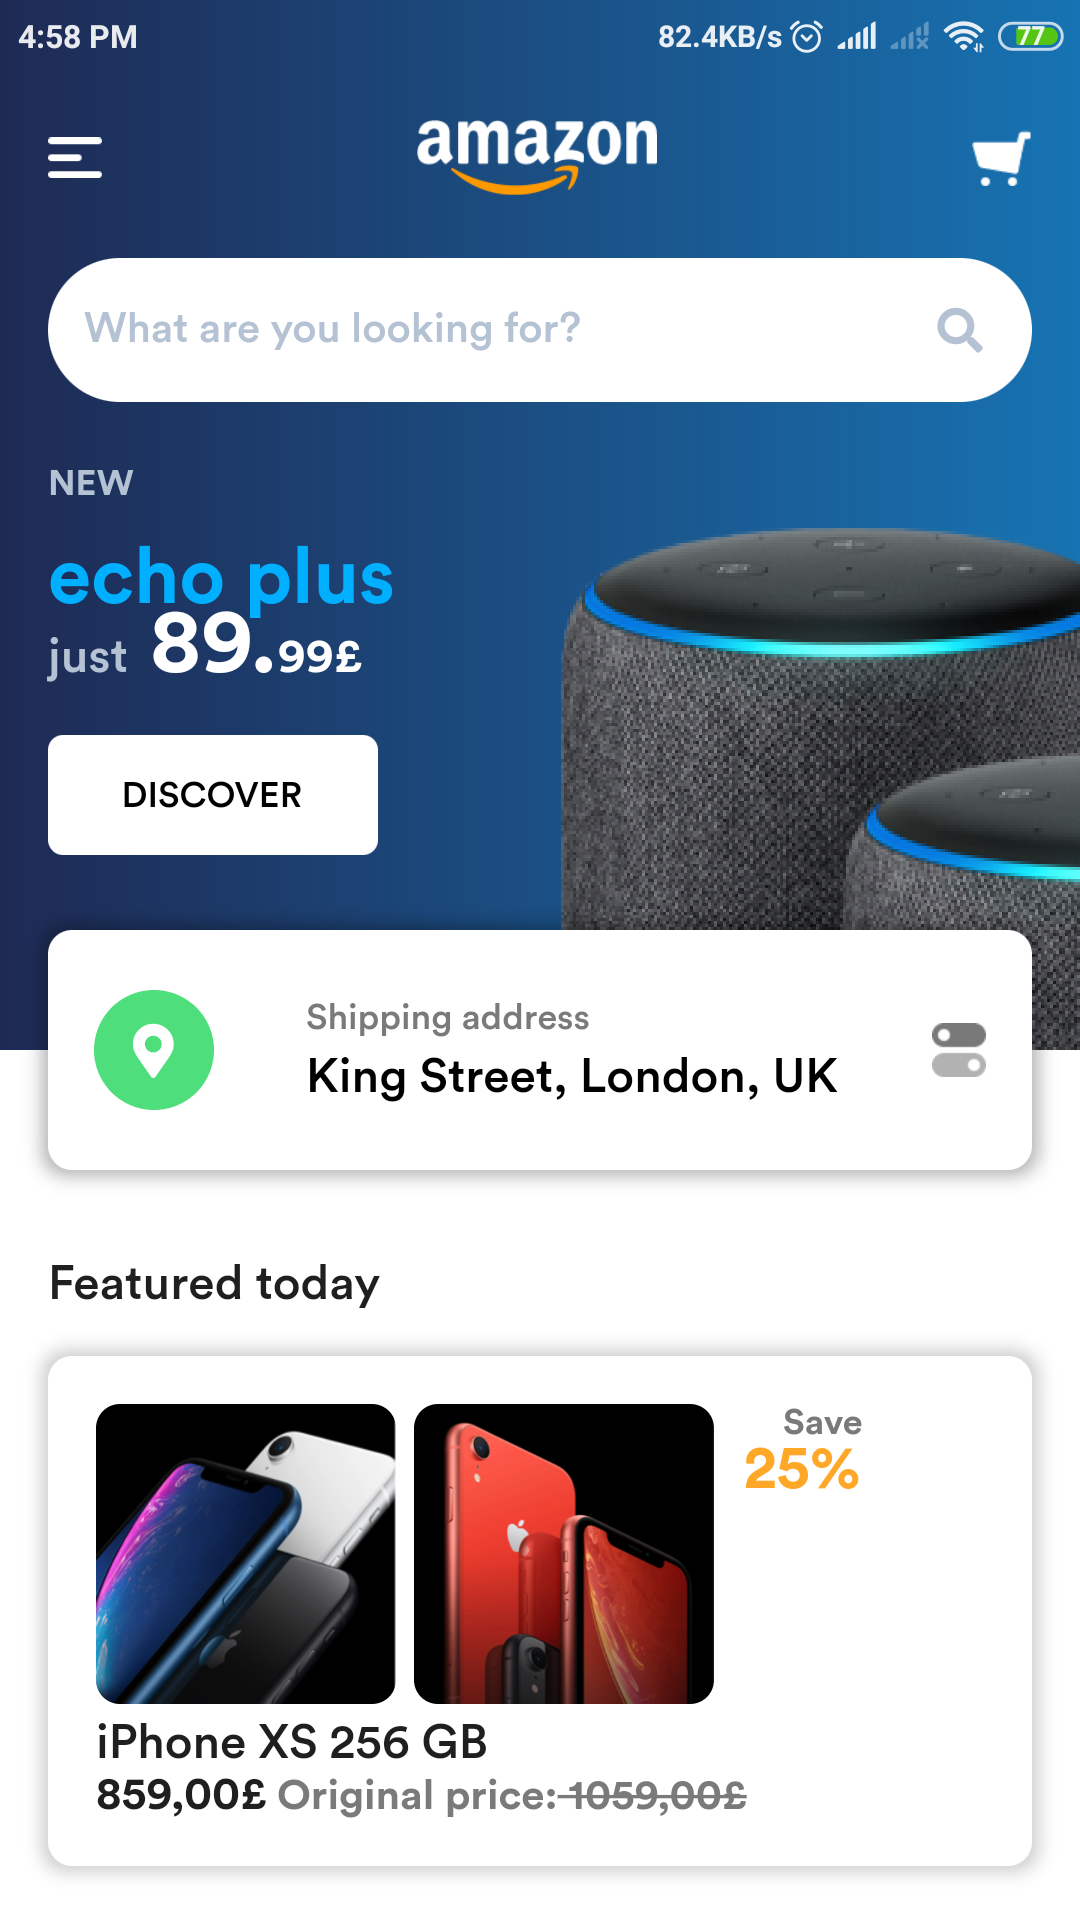 4:58 PM 82.4KB/s 77
amazon
What are you looking for?
NEW
echo plus
just 89.99£
DISCOVER
Shipping address
King Street, London, UK
Featured today
Save
25%
iPhone XS 256 GB
859,00£ Original price: 1059,00£